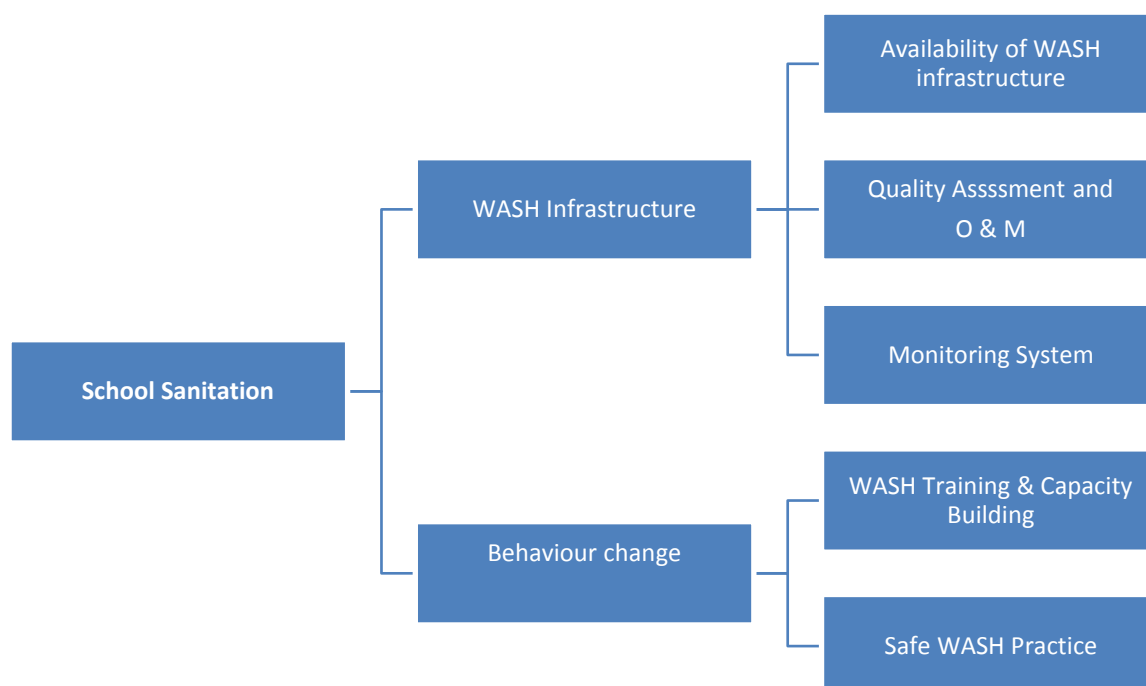 Availability of WASH
infrastructure
WASH Infrastructure
Quality Assssment and
O & M
Monitoring System
School Sanitation
WASH Training & Capacity
Building
Behaviour change
Safe WASH Practice